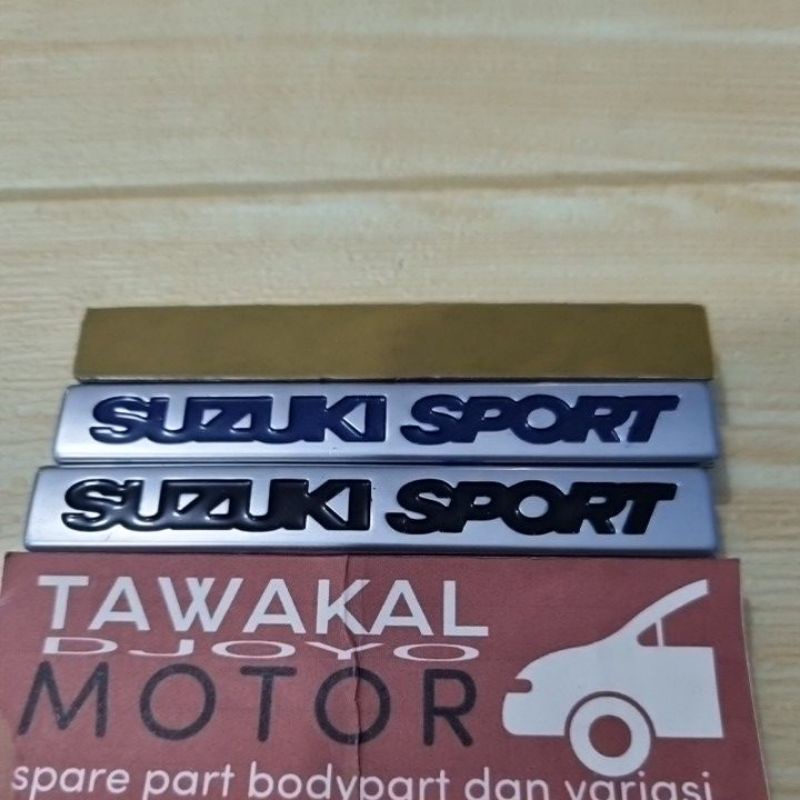 SUZUKI SPORT
SUZUKI SPORT
TAWAKAL
DJOYO
MOTOR
spare part bodypart dan variasi